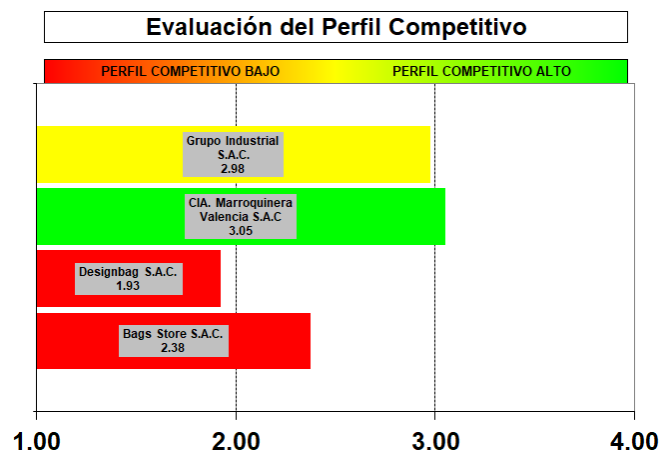 Evaluación del Perfil Competitivo
PERFIL COMPETITIVO BAJO PERFIL COMPETITIVO ALTO
Grupo Industrial
S.A.C.
2.98
CIA. Marroquinera
Valencia S.A.C
3.05
Designbag S.A.C.
1.93
Bags Store S.A.C.
2.38
1.00 2.00 3.00 4.00